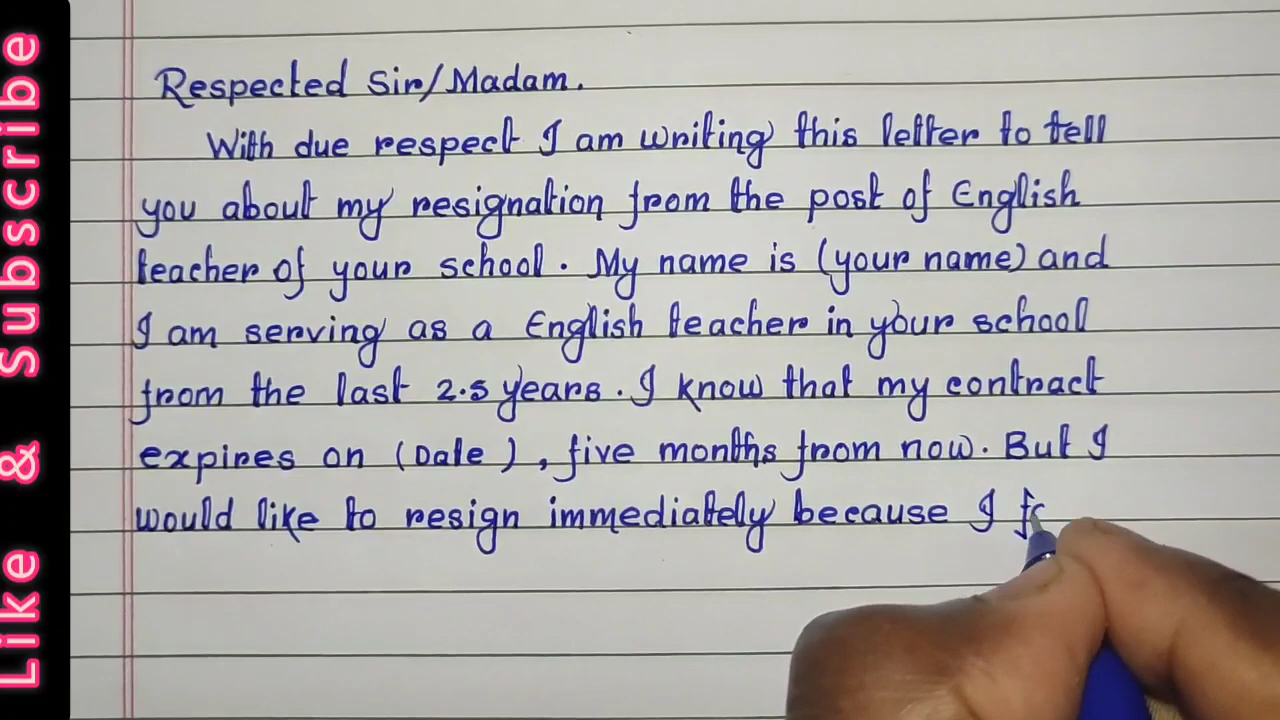 Like & Subscribe
Respected Sir/Madam.
With due respect I am writing this letter to tell
you about my resignation from the post of English
teacher of your school. My name is (your name) and
I am serving as a English teacher in your school
from the last 2.5 years. I know that my contract
expires on (Date), five months from now. But I
would like to resign immediately because I